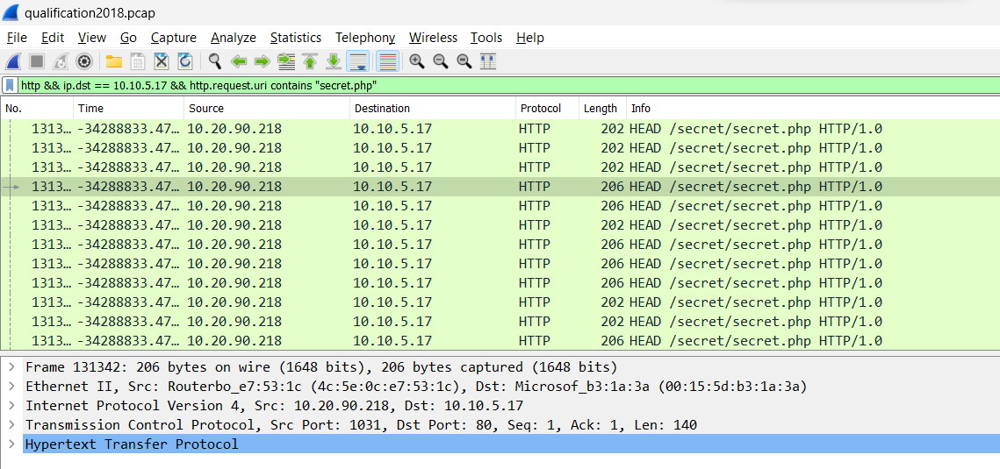 qualification2018.pcap
File Edit View Go Capture Analyze Statistics Telephony Wireless Tools Help
http && ip.dst == 10.10.5.17 && http.request.uri contains "secret.php"
No. Time Source Destination Protocol Length Info
1313… -34288833.47… 10.20.90.218 10.10.5.17 HTTP 202 HEAD /secret/secret.php HTTP/1.0
1313… -34288833.47… 10.20.90.218 10.10.5.17 HTTP 202 HEAD /secret/secret.php HTTP/1.0
1313… -34288833.47… 10.20.90.218 10.10.5.17 HTTP 202 HEAD /secret/secret.php HTTP/1.0
1313… -34288833.47… 10.20.90.218 10.10.5.17 HTTP 206 HEAD /secret/secret.php HTTP/1.0
1313… -34288833.47… 10.20.90.218 10.10.5.17 HTTP 206 HEAD /secret/secret.php HTTP/1.0
1313… -34288833.47… 10.20.90.218 10.10.5.17 HTTP 202 HEAD /secret/secret.php HTTP/1.0
1313… -34288833.47… 10.20.90.218 10.10.5.17 HTTP 206 HEAD /secret/secret.php HTTP/1.0
1313… -34288833.47… 10.20.90.218 10.10.5.17 HTTP 206 HEAD /secret/secret.php HTTP/1.0
1313… -34288833.47… 10.20.90.218 10.10.5.17 HTTP 206 HEAD /secret/secret.php HTTP/1.0
1313… -34288833.47… 10.20.90.218 10.10.5.17 HTTP 202 HEAD /secret/secret.php HTTP/1.0
1313… -34288833.47… 10.20.90.218 10.10.5.17 HTTP 202 HEAD /secret/secret.php HTTP/1.0
1313… -34288833.47… 10.20.90.218 10.10.5.17 HTTP 206 HEAD /secret/secret.php HTTP/1.0
Frame 131342: 206 bytes on wire (1648 bits), 206 bytes captured (1648 bits)
Ethernet II, Src: Routerbo_e7:53:1c (4c:5e:0c:e7:53:1c), Dst: Microsof_b3:1a:3a (00:15:5d:b3:1a:3a)
Internet Protocol Version 4, Src: 10.20.90.218, Dst: 10.10.5.17
Transmission Control Protocol, Src Port: 1031, Dst Port: 80, Seq: 1, Ack: 1, Len: 140
Hypertext Transfer Protocol